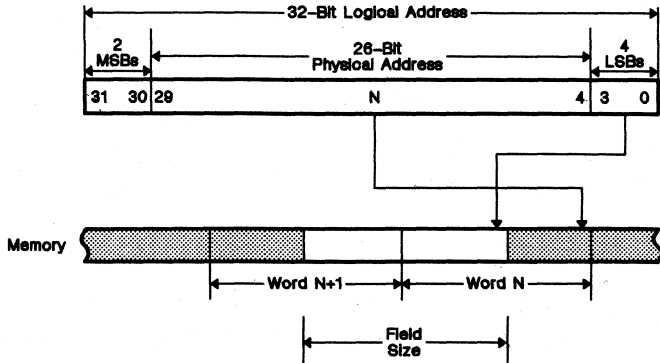 32-Bit Logical Address
2
MSBs
26-Bit
Physical Address
4
LSBs
31 30 29 N 4 3 0
Memory
Word N+1 Word N
Field
Size